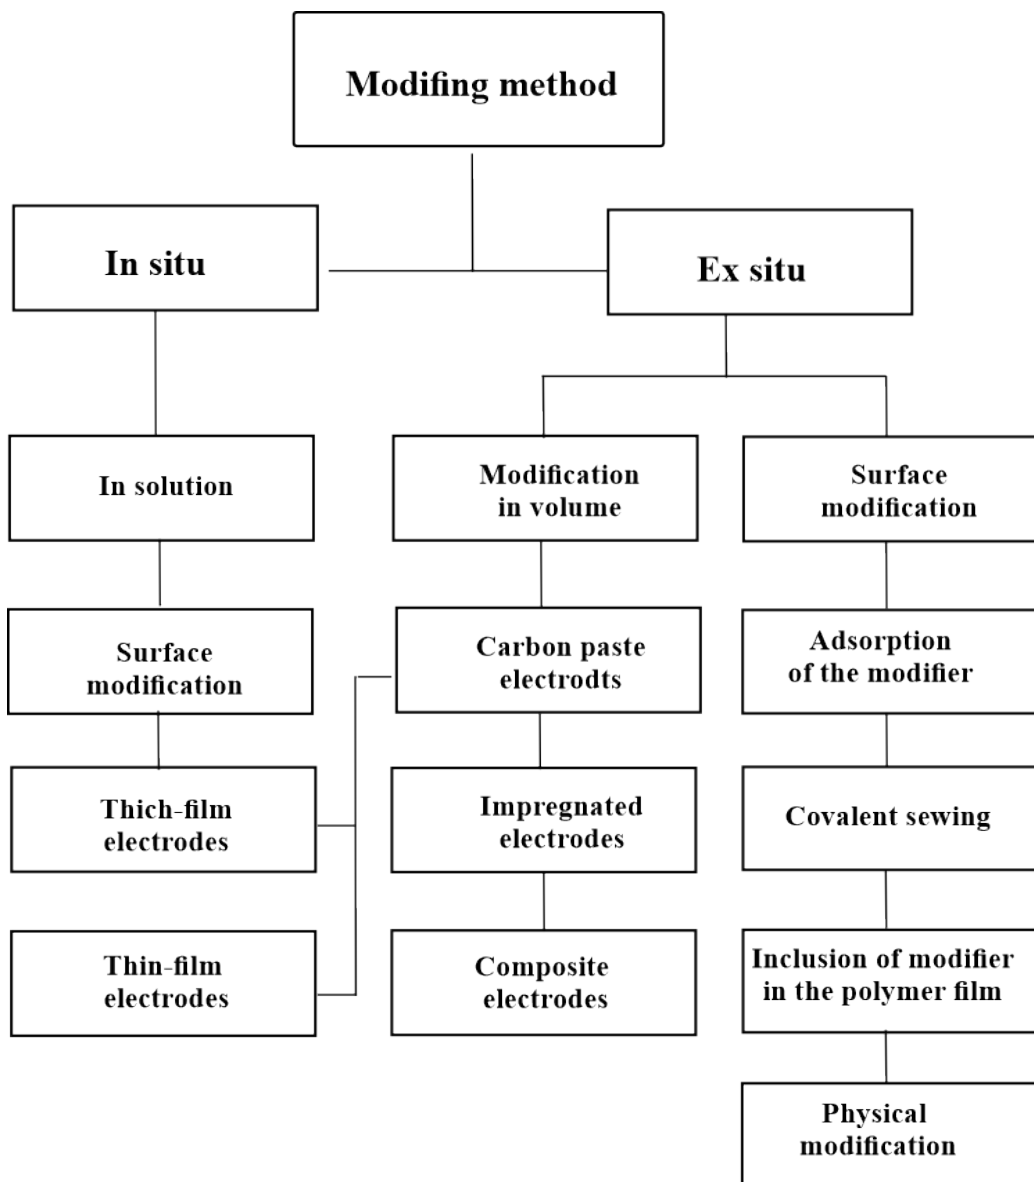 Modifing method
In situ
Ex situ
In solution
Modification
in volume
Surface
modification
Surface
modification
Carbon paste
electrodts
Adsorption
of the modifier
Thich-film
electrodes
Impregnated
electrodes
Covalent sewing
Thin-film
electrodes
Composite
electrodes
Inclusion of modifier
in the polymer film
Physical
modification